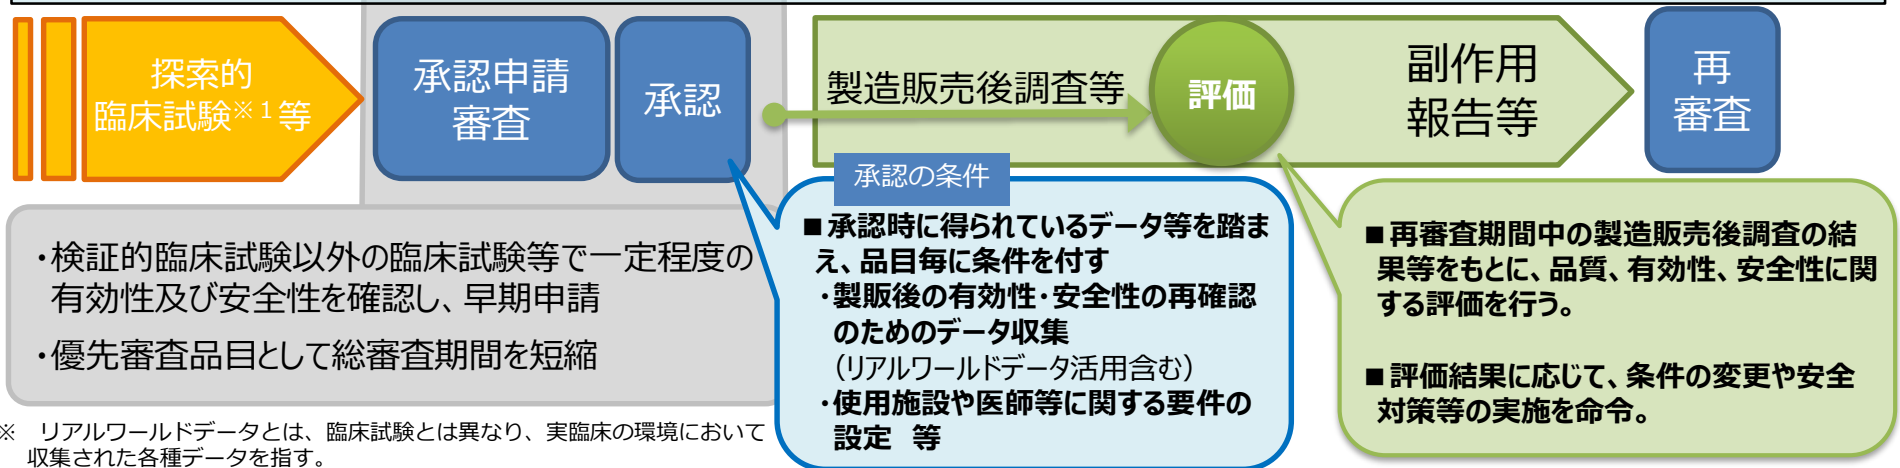 探索的
臨床試験※1等
承認申請
審査
承認
製造販売後調査等
評価
副作用
報告等
再
審査
・検証的臨床試験以外の臨床試験等で一定程度の
有効性及び安全性を確認し、早期申請
・優先審査品目として総審査期間を短縮
※ リアルワールドデータとは、臨床試験とは異なり、実臨床の環境において
収集された各種データを指す。
承認の条件
■承認時に得られているデータ等を踏ま
え、品目毎に条件を付す
・製販後の有効性・安全性の再確認
のためのデータ収集
（リアルワールドデータ活用含む）
・使用施設や医師等に関する要件の
設定 等
■再審査期間中の製造販売後調査の結
果等をもとに、品質、有効性、安全性に関
する評価を行う。
■評価結果に応じて、条件の変更や安全
対策等の実施を命令。